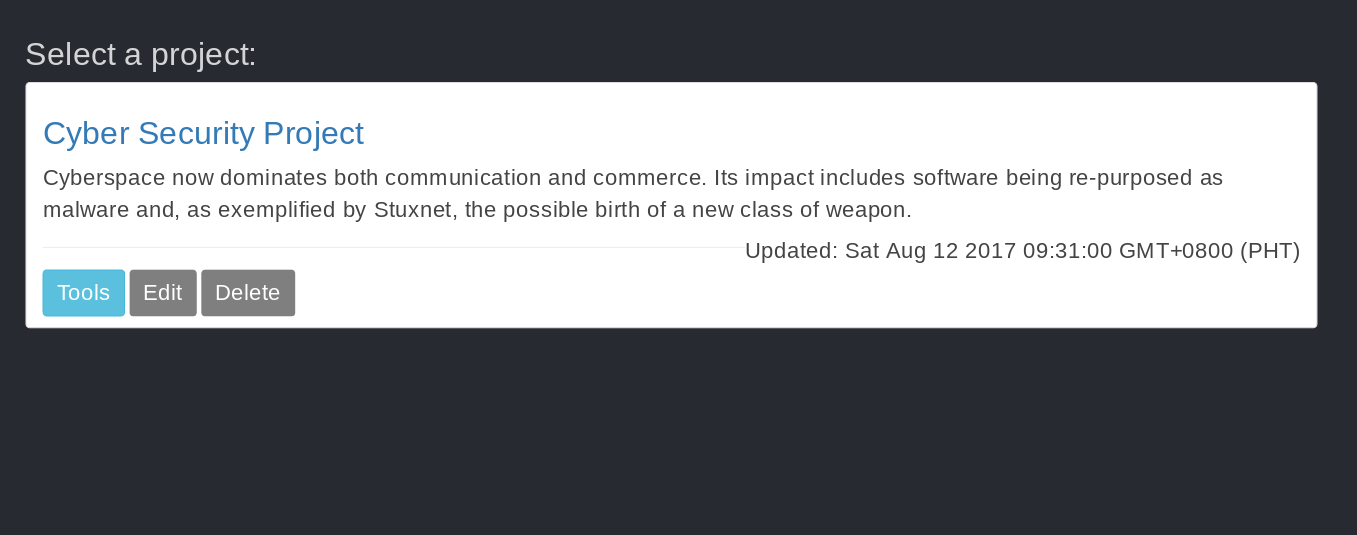 Select a project:
Cyber Security Project
Cyberspace now dominates both communication and commerce. Its impact includes software being re-purposed as
malware and, as exemplified by Stuxnet, the possible birth of a new class of weapon.
Updated: Sat Aug 12 2017 09:31:00 GMT+0800 (PHT)
Tools Edit Delete